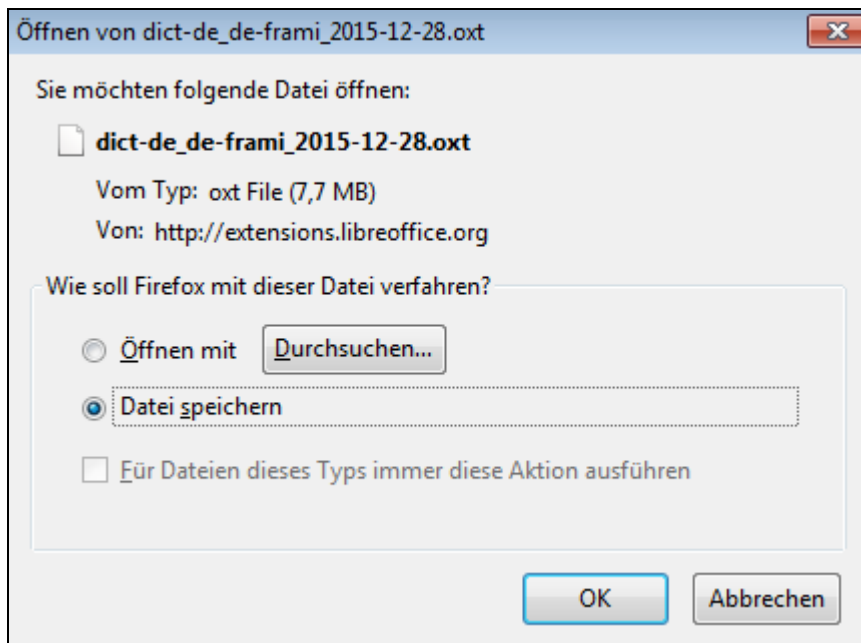 Öffnen von dict-de_de-frami_2015-12-28.oxt
Sie möchten folgende Datei öffnen:
dict-de_de-frami_2015-12-28.oxt
Vom Typ: oxt File (7,7 MB)
Von: http://extensions.libreoffice.org
Wie soll Firefox mit dieser Datei verfahren?
Öffnen mit Durchsuchen...
Datei speichern
Für Dateien dieses Typs immer diese Aktion ausführen
OK Abbrechen